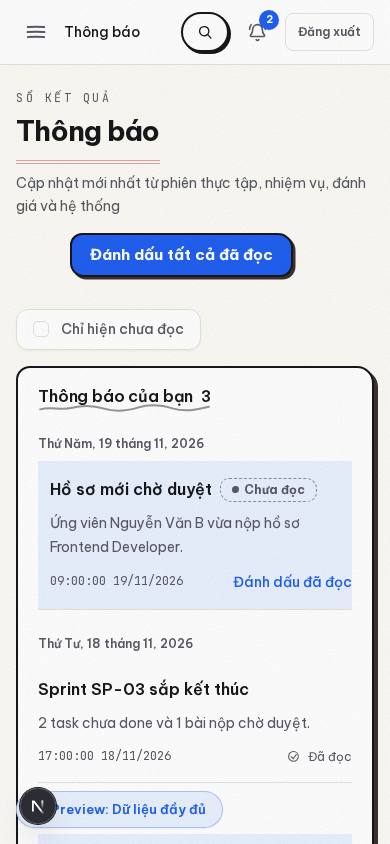 Thông báo
2
Đăng xuất
SỔ KẾT QUẢ
Thông báo
Cập nhật mới nhất từ phiên thực tập, nhiệm vụ, đánh
giá và hệ thống
Đánh dấu tất cả đã đọc
Chỉ hiện chưa đọc
Thông báo của bạn 3
Thứ Năm, 19 tháng 11, 2026
Hồ sơ mới chờ duyệt Chưa đọc
Ứng viên Nguyễn Văn B vừa nộp hồ sơ
Frontend Developer.
09:00:00 19/11/2026 Đánh dấu đã đọc
Thứ Tư, 18 tháng 11, 2026
Sprint SP-03 sắp kết thúc
2 task chưa done và 1 bài nộp chờ duyệt.
17:00:00 18/11/2026 Đã đọc
N
Preview: Dữ liệu đầy đủ